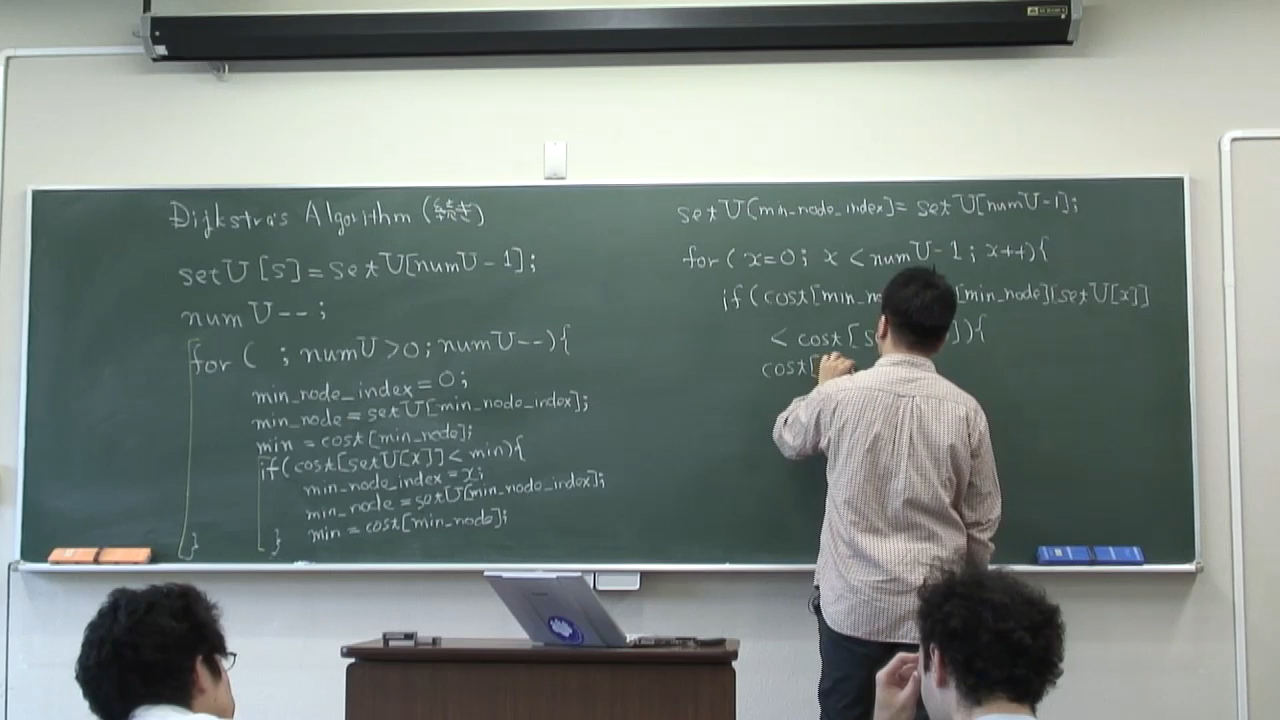 Dijkstra's Algorithm
setU[s]=setU[numU-1];
numU--;
for( ; numU>0; numU--){
min_node_index=0;
min_node=setU[min_node_index];
min=cost[min_node];
if(cost[setU[x]]<min){
min_node_index=x;
min_node=setU[min_node_index];
min=cost[min_node];
}
}
setU(min_node_index]=setU[numU-1];
for(x=0; x<numU-1; x++){
if(cost[min_no [min_node][setU[x]]
<cost[s ]){
cost[